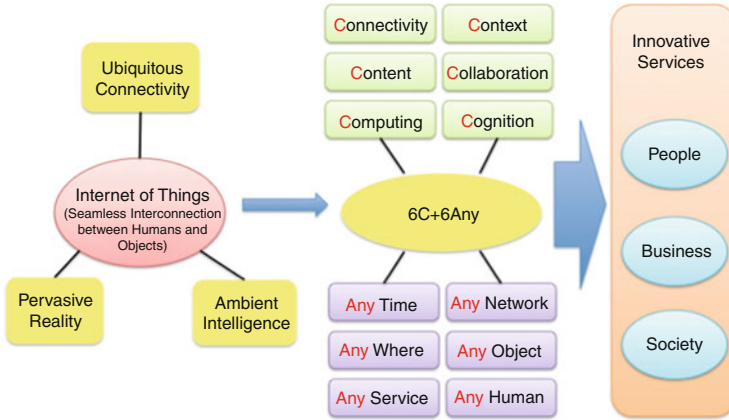 Ubiquitous
Connectivity
Internet of Things
(Seamless Interconnection
between Humans and
Objects)
Pervasive
Reality
Ambient
Intelligence
Connectivity
Context
Content
Collaboration
Computing
Cognition
6C+6Any
Any Time
Any Network
Any Where
Any Object
Any Service
Any Human
Innovative
Services
People
Business
Society